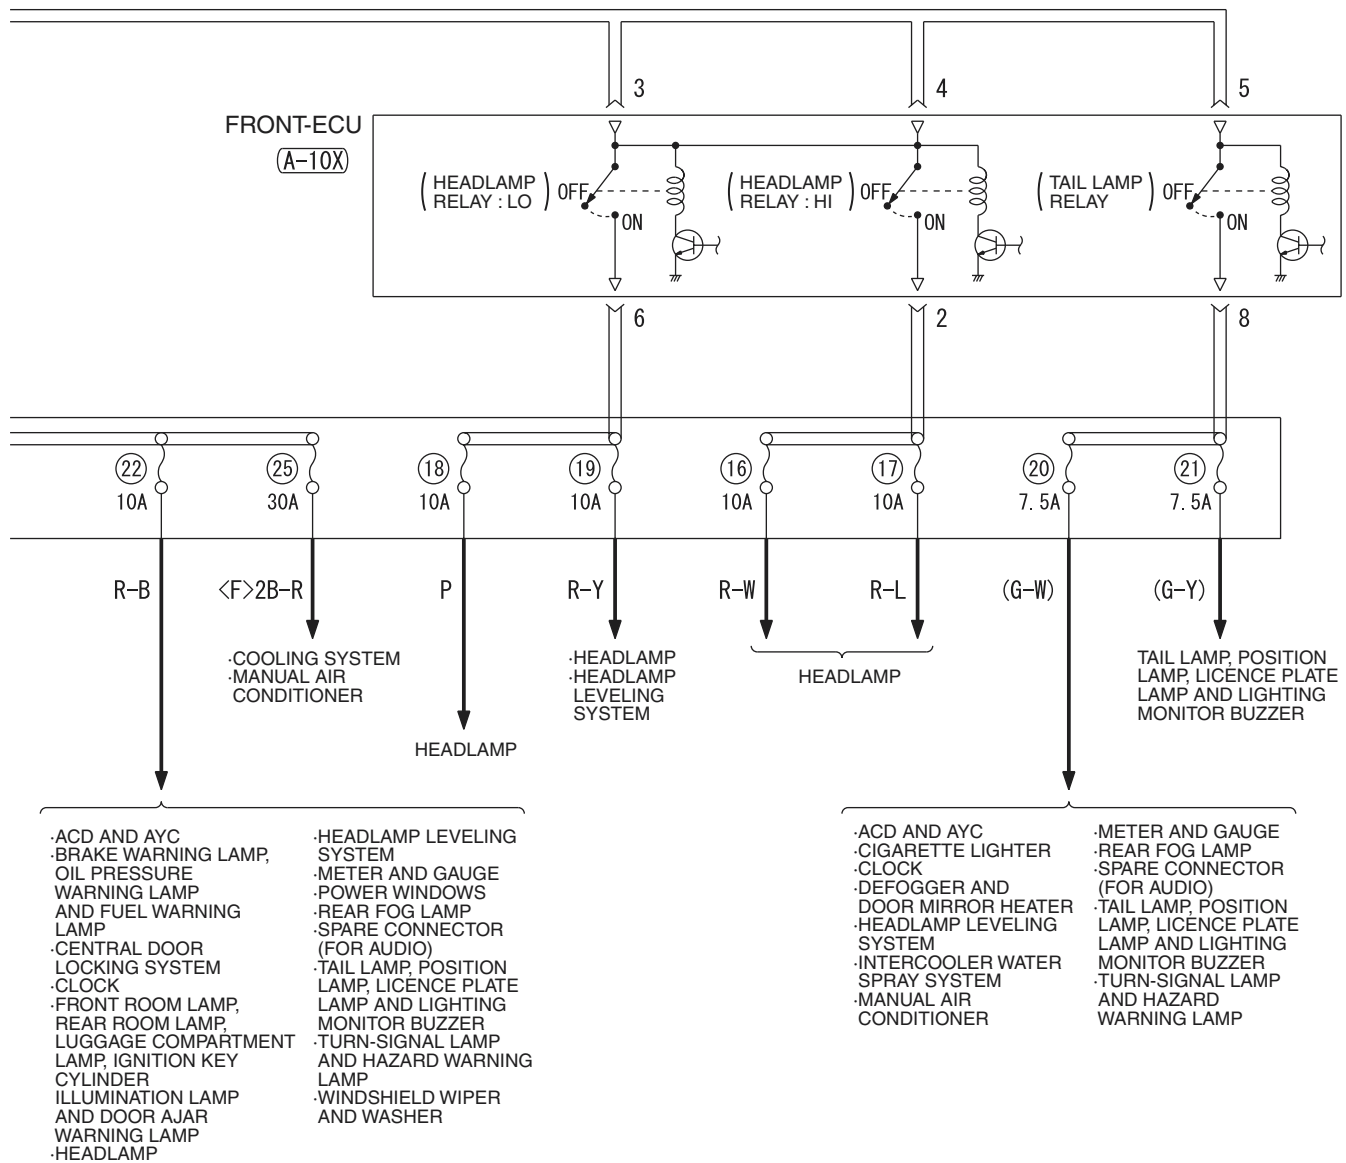 3
4
5
FRONT-ECU
A-10X
(HEADLAMP
RELAY : LO)
OFF
ON
(HEADLAMP
RELAY : HI)
OFF
ON
(TAIL LAMP
RELAY)
OFF
ON
6
2
8
22
10A
25
30A
18
10A
19
10A
16
10A
17
10A
20
7.5A
21
7.5A
R-B
<F>2B-R
P
R-Y
R-W
R-L
(G-W)
(G-Y)
·COOLING SYSTEM
·MANUAL AIR
CONDITIONER
HEADLAMP
·HEADLAMP
·HEADLAMP
LEVELING
SYSTEM
HEADLAMP
TAIL LAMP, POSITION
LAMP, LICENCE PLATE
LAMP AND LIGHTING
MONITOR BUZZER
·ACD AND AYC
·BRAKE WARNING LAMP,
OIL PRESSURE
WARNING LAMP
AND FUEL WARNING
LAMP
·CENTRAL DOOR
LOCKING SYSTEM
·CLOCK
·FRONT ROOM LAMP,
REAR ROOM LAMP,
LUGGAGE COMPARTMENT
LAMP, IGNITION KEY
CYLINDER
ILLUMINATION LAMP
AND DOOR AJAR
WARNING LAMP
·HEADLAMP
·HEADLAMP LEVELING
SYSTEM
·METER AND GAUGE
·POWER WINDOWS
·REAR FOG LAMP
·SPARE CONNECTOR
(FOR AUDIO)
·TAIL LAMP, POSITION
LAMP, LICENCE PLATE
LAMP AND LIGHTING
MONITOR BUZZER
·TURN-SIGNAL LAMP
AND HAZARD WARNING
LAMP
·WINDSHIELD WIPER
AND WASHER
·ACD AND AYC
·CIGARETTE LIGHTER
·CLOCK
·DEFOGGER AND
DOOR MIRROR HEATER
·HEADLAMP LEVELING
SYSTEM
·INTERCOOLER WATER
SPRAY SYSTEM
·MANUAL AIR
CONDITIONER
·METER AND GAUGE
·REAR FOG LAMP
·SPARE CONNECTOR
(FOR AUDIO)
·TAIL LAMP, POSITION
LAMP, LICENCE PLATE
LAMP AND LIGHTING
MONITOR BUZZER
·TURN-SIGNAL LAMP
AND HAZARD
WARNING LAMP